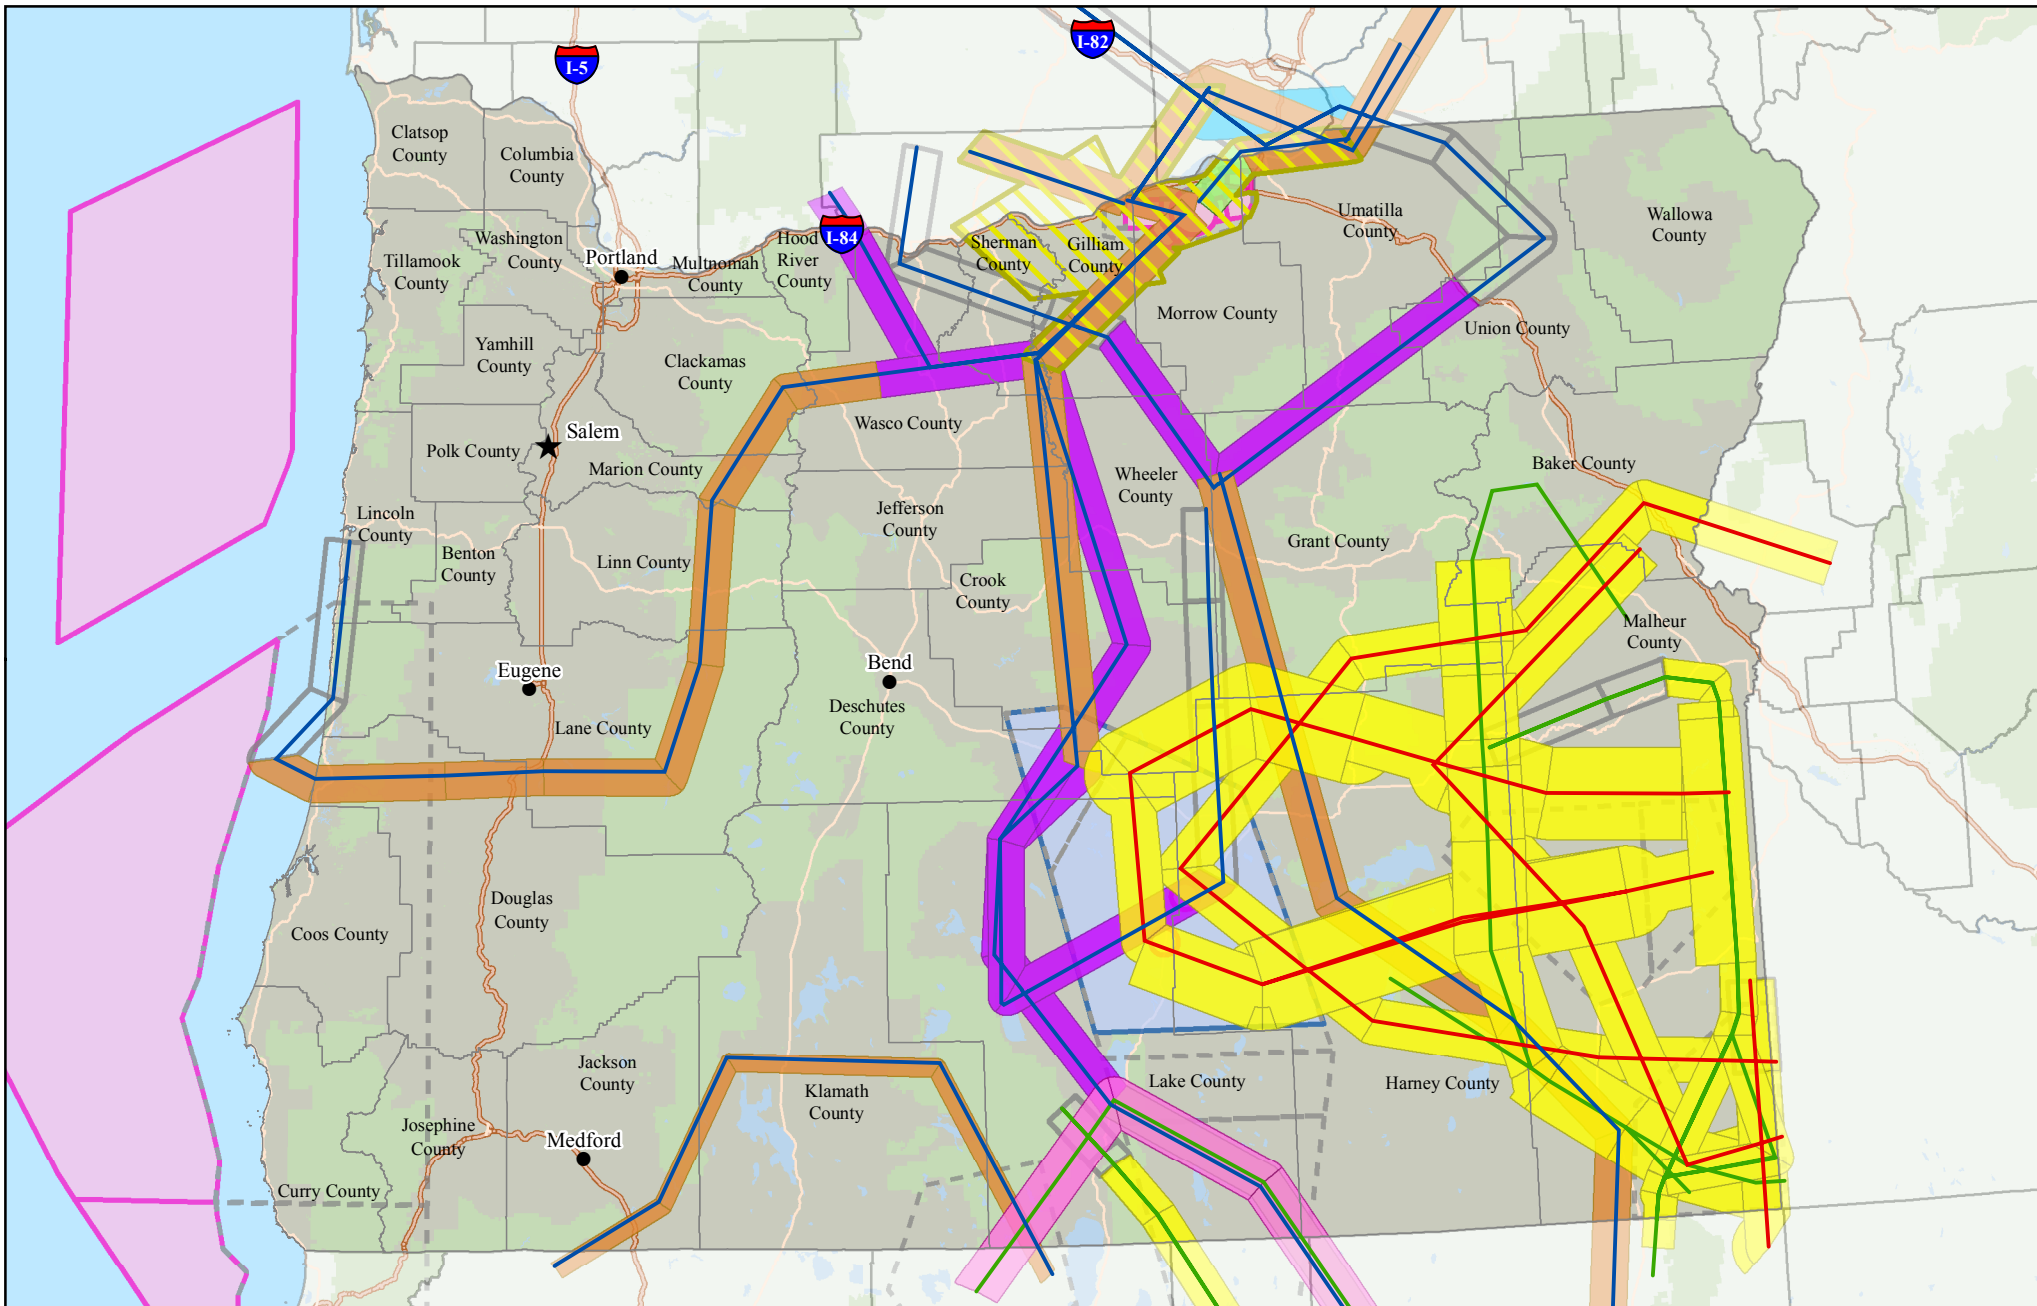 I-5
I-82
Clatsop
County
Columbia
County
Washington
County
Tillamook
County
Portland
Multnomah
County
Hood
River
County
I-84
Sherman
County
Gilliam
County
Umatilla
County
Wallowa
County
Morrow County
Union County
Yamhill
County
Clackamas
County
Wasco County
Polk County
Salem
Marion County
Wheeler
County
Baker County
Lincoln
County
Benton
County
Linn County
Jefferson
County
Crook
County
Grant County
Malheur
County
Eugene
Lane County
Bend
Deschutes
County
Coos County
Douglas
County
Jackson
County
Klamath
County
Lake County
Harney County
Josephine
County
Medford
Curry County